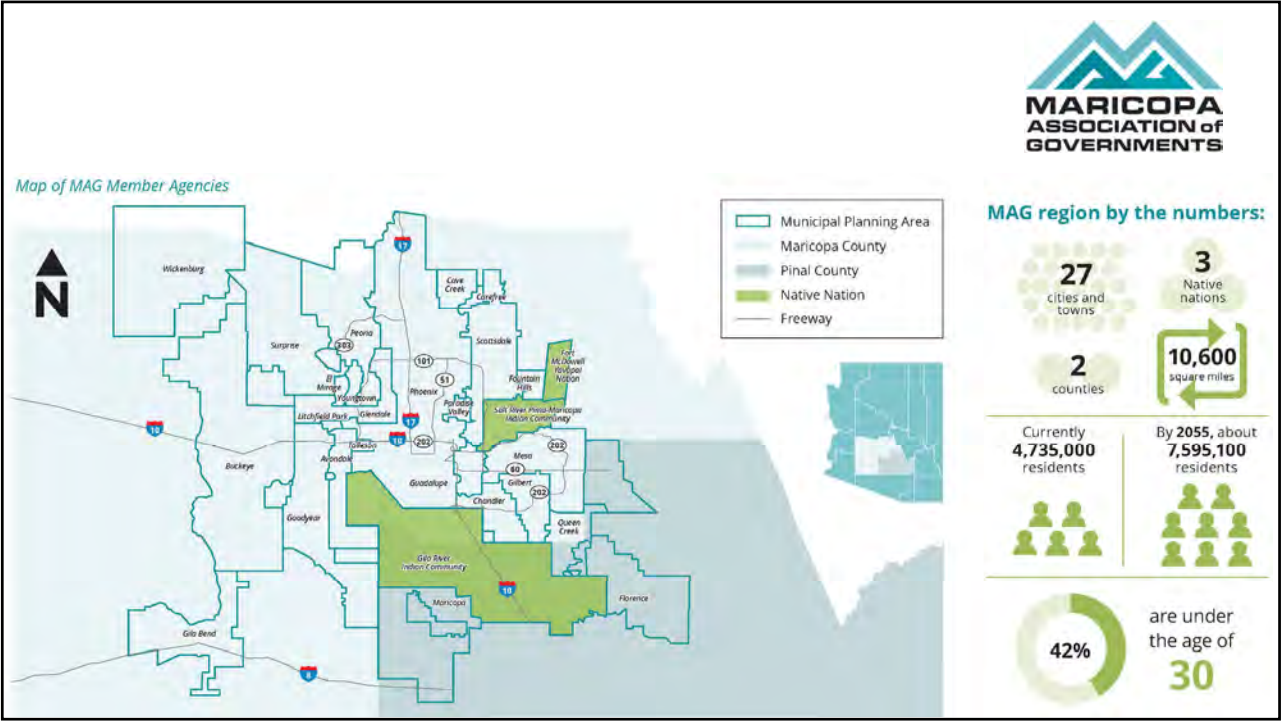 MARICOPA
ASSOCIATION of
GOVERNMENTS
Map of MAG Member Agencies
N
Wickenburg
Surprise
Peoria
303
17
Cave
Creek
Carefree
Scottsdale
101
51
Phoenix
El
Mirage
Youngtown
Litchfield Park
Glendale
17
Paradise
Valley
Fountain
Hills
Fort
McDowell
Yavapai
Nation
Salt River Pima-Maricopa
Indian Community
10
10
202
Tolleson
Avondale
Buckeye
Goodyear
Guadalupe
Mesa
202
60
Gilbert
202
Chandler
Queen
Creek
Gila River
Indian Community
10
Maricopa
Florence
Gila Bend
8
Municipal Planning Area
Maricopa County
Pinal County
Native Nation
Freeway
MAG region by the numbers:
27
cities and
towns
3
Native
nations
2
counties
10,600
square miles
Currently
4,735,000
residents
By 2055, about
7,595,100
residents
42%
are under
the age of
30